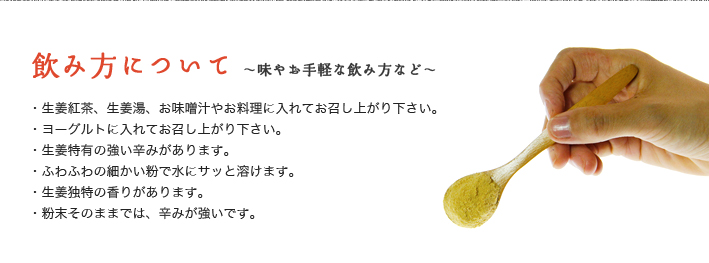 飲み方について ～味やお手軽な飲み方など～
・生姜紅茶、生姜湯、お味噌汁やお料理に入れてお召し上がり下さい。
・ヨーグルトに入れてお召し上がり下さい。
・生姜特有の強い辛みがあります。
・ふわふわの細かい粉で水にサッと溶けます。
・生姜独特の香りがあります。
・粉末そのままでは、辛みが強いです。